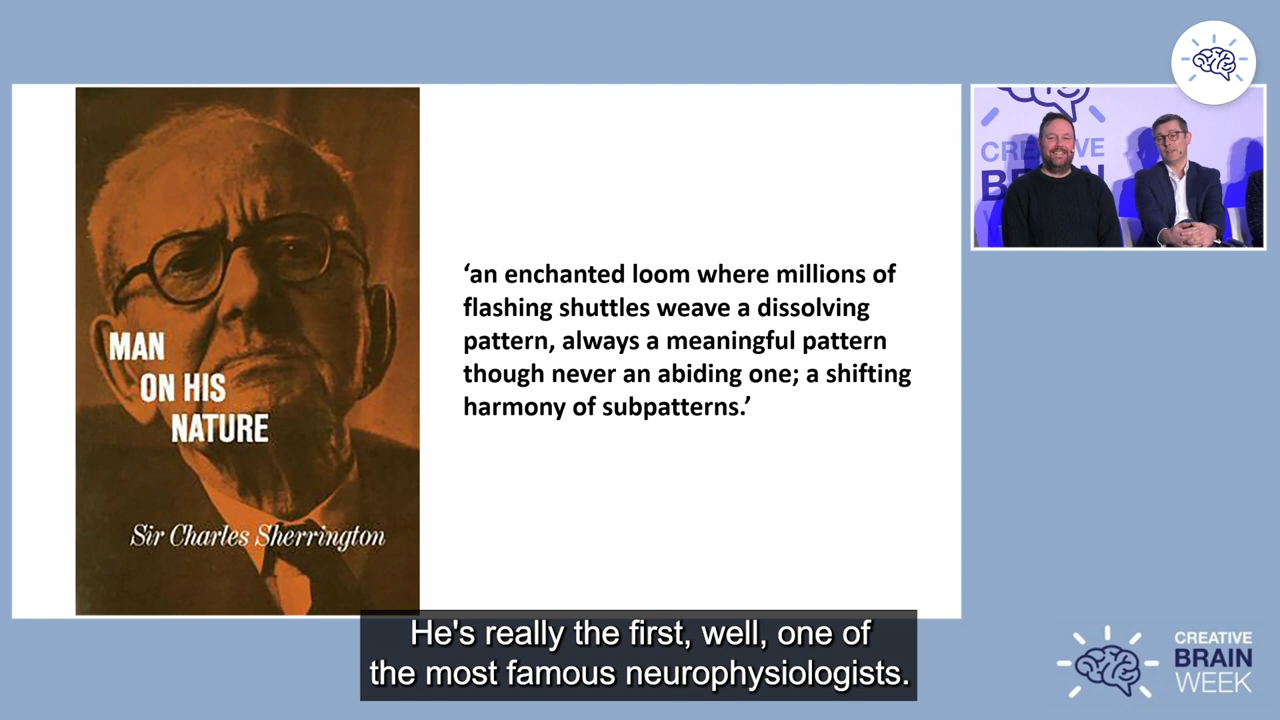 MAN
ON HIS
NATURE
Sir Charles Sherrington
‘an enchanted loom where millions of
flashing shuttles weave a dissolving
pattern, always a meaningful pattern
though never an abiding one; a shifting
harmony of subpatterns.’
He's really the first, well, one of
the most famous neurophysiologists.
CREATIVE
BRAIN
WEEK